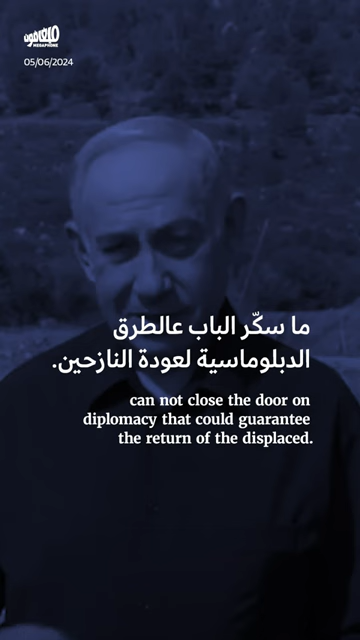 ميغافون
MEGAPHONE
05/06/2024
ما سكّر الباب عالطرق
الدبلوماسية لعودة النازحين.
can not close the door on
diplomacy that could guarantee
the return of the displaced.